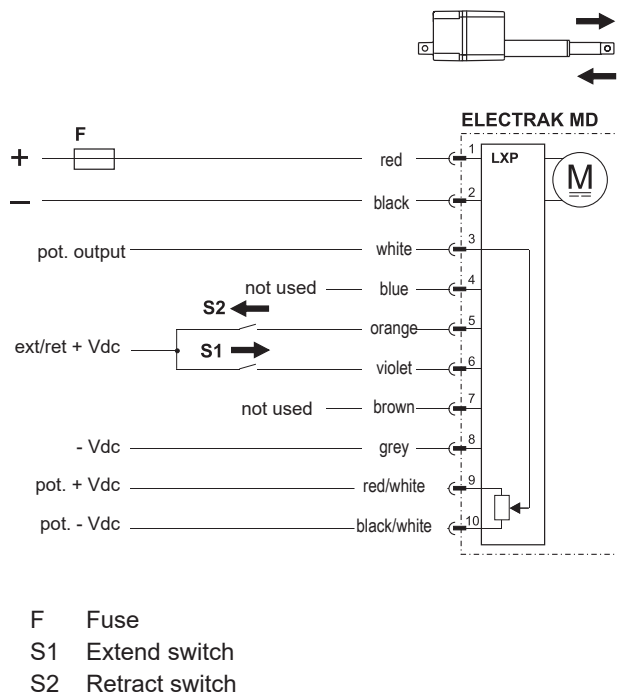 ELECTRAK MD
F
+ red 1 LXP
M
− black 2
pot. output white 3
not used blue 4
S2
orange 5
ext/ret + Vdc
S1
violet 6
not used brown 7
- Vdc grey 8
pot. + Vdc red/white 9
pot. - Vdc black/white 10
F Fuse
S1 Extend switch
S2 Retract switch